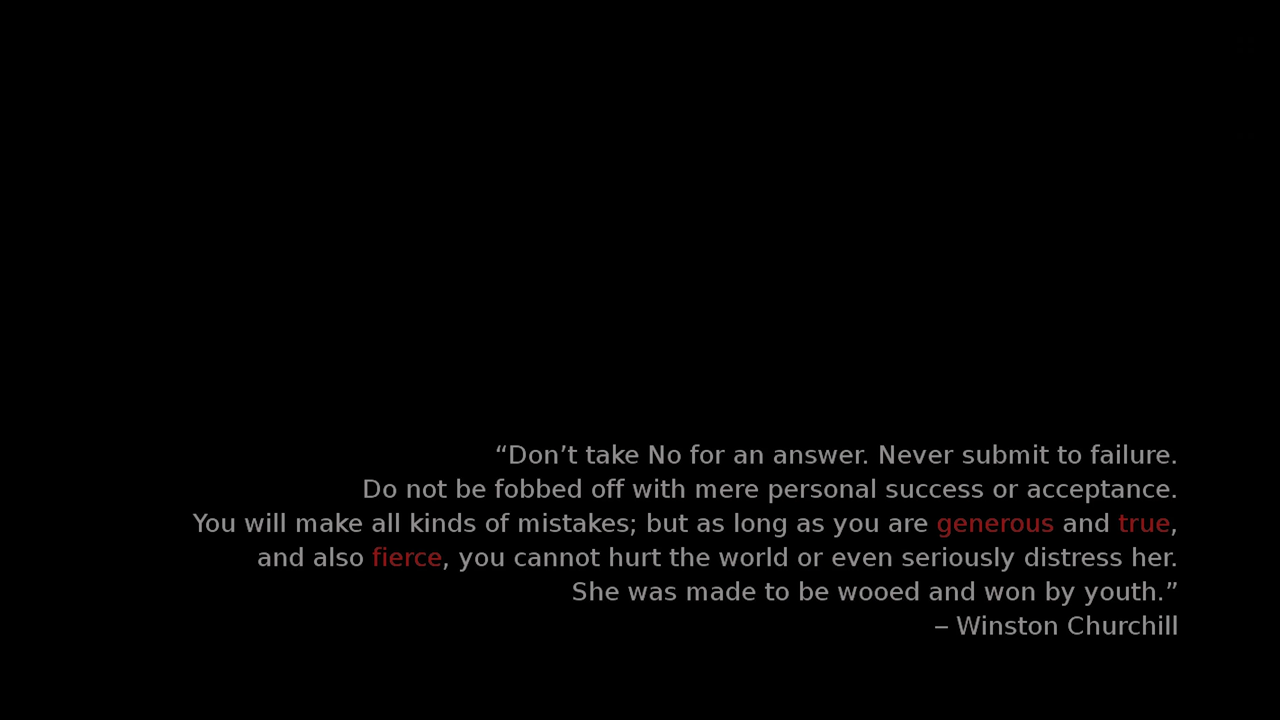 “Don’t take No for an answer. Never submit to failure.
Do not be fobbed off with mere personal success or acceptance.
You will make all kinds of mistakes; but as long as you are generous and true,
and also fierce, you cannot hurt the world or even seriously distress her.
She was made to be wooed and won by youth.”
– Winston Churchill